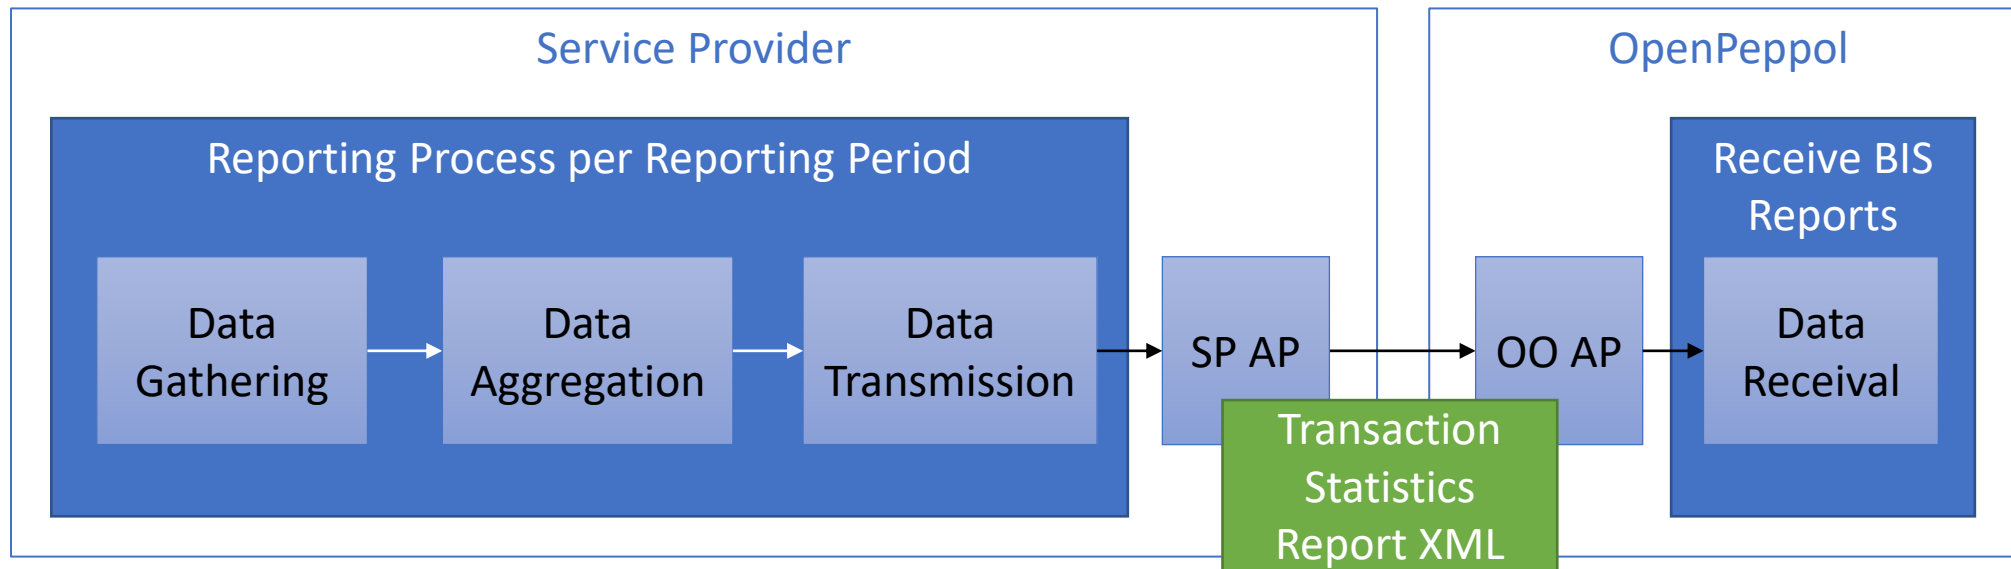 Service Provider
OpenPeppol
Reporting Process per Reporting Period
Receive BIS
Reports
Data
Gathering
Data
Aggregation
Data
Transmission
SP AP
OO AP
Data
Receival
Transaction
Statistics
Report XML